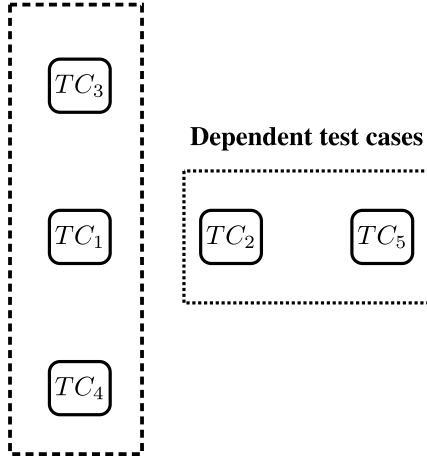 TC₃
Dependent test cases
TC₁
TC₂
TC₅
TC₄